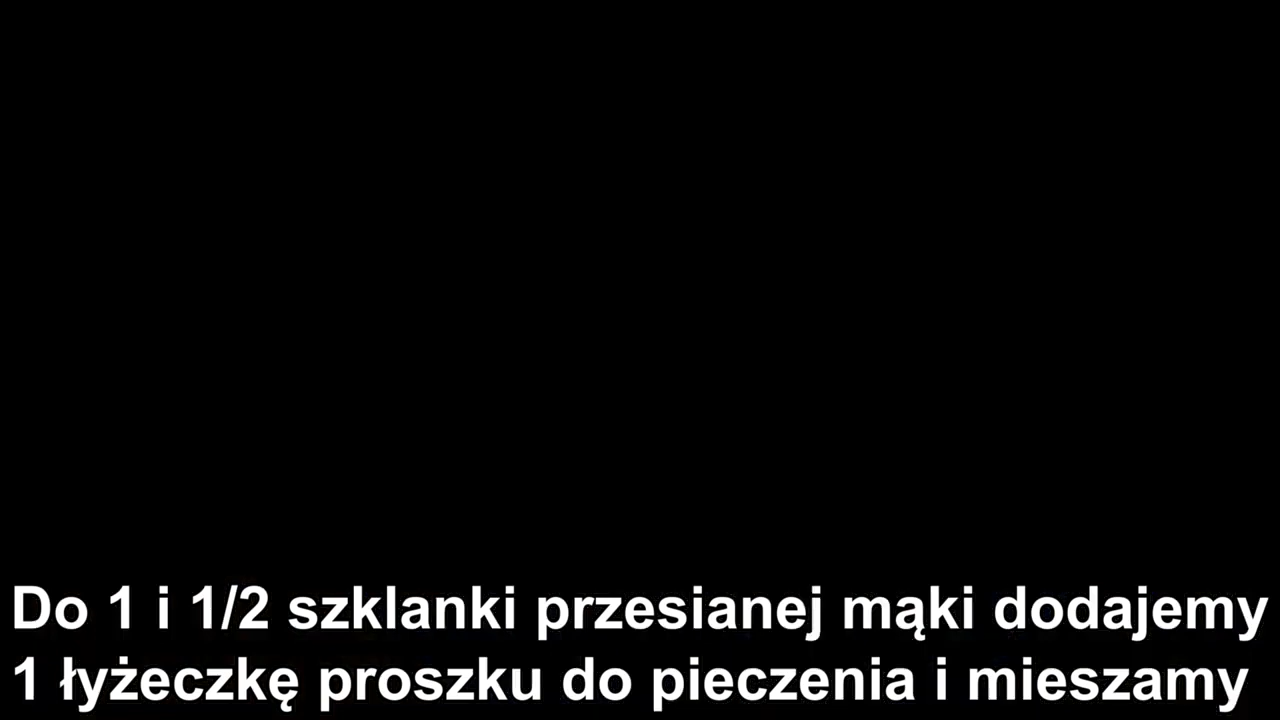 Do 1 i 1/2 szklanki przesianej mąki dodajemy
1 łyżeczkę proszku do pieczenia i mieszamy